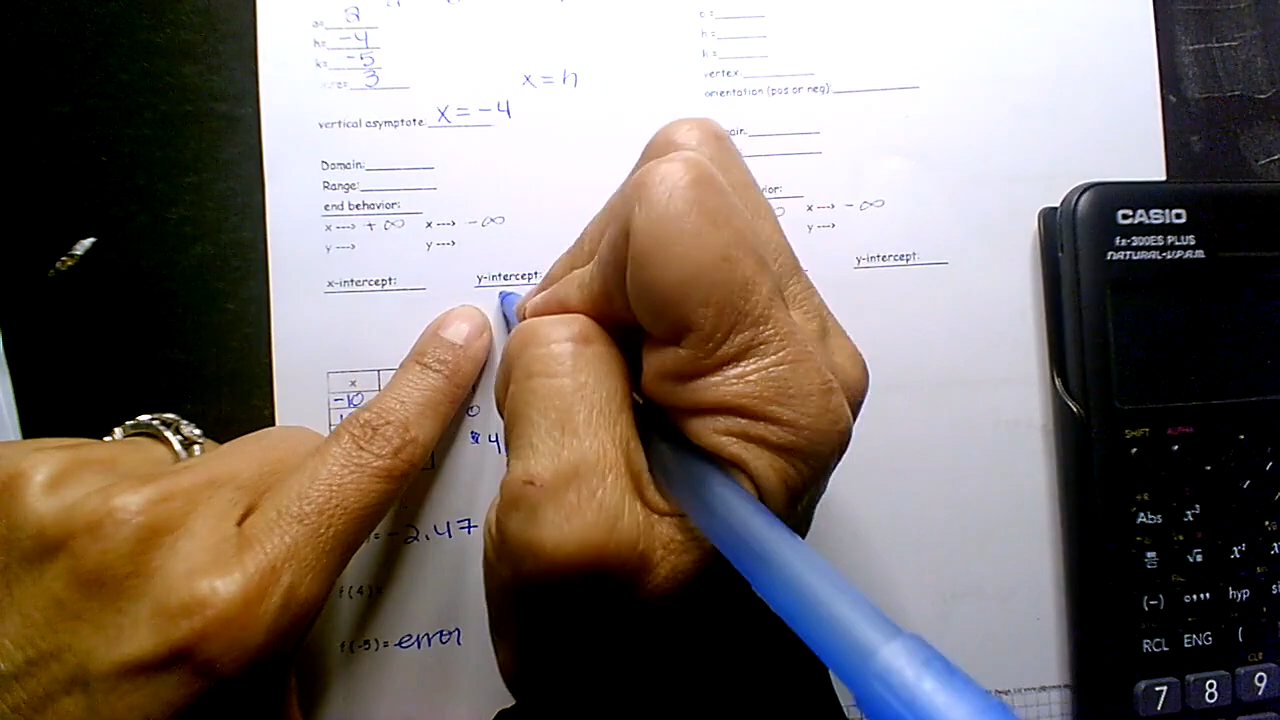 a= 2
h= -4
k= -5
3
x = h
vertical asymptote: x = -4
Domain:
Range:
end behavior:
x---> +∞ x---> -∞
y---> y--->
x-intercept: y-intercept:
x
-10
4
= -2.47
f(4)=
f(-5)= error
h =
k =
vertex:
orientation (pos or neg):
x---> -∞
y--->
y-intercept:
CASIO
fx-300ES PLUS
NATURAL-V.P.A.M.
SHIFT ALPHA
Abs x³
√ x²
(−) °,,, hyp
RCL ENG (
CLR
7 8 9